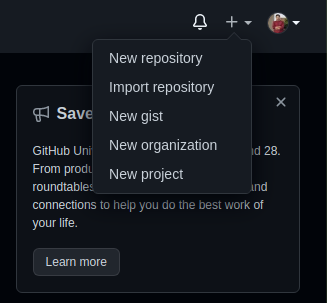 New repository
Import repository
New gist
New organization
New project
Save
GitHub Uni d 28.
From produ
roundtables and
connections to help you do the best work of
your life.
Learn more